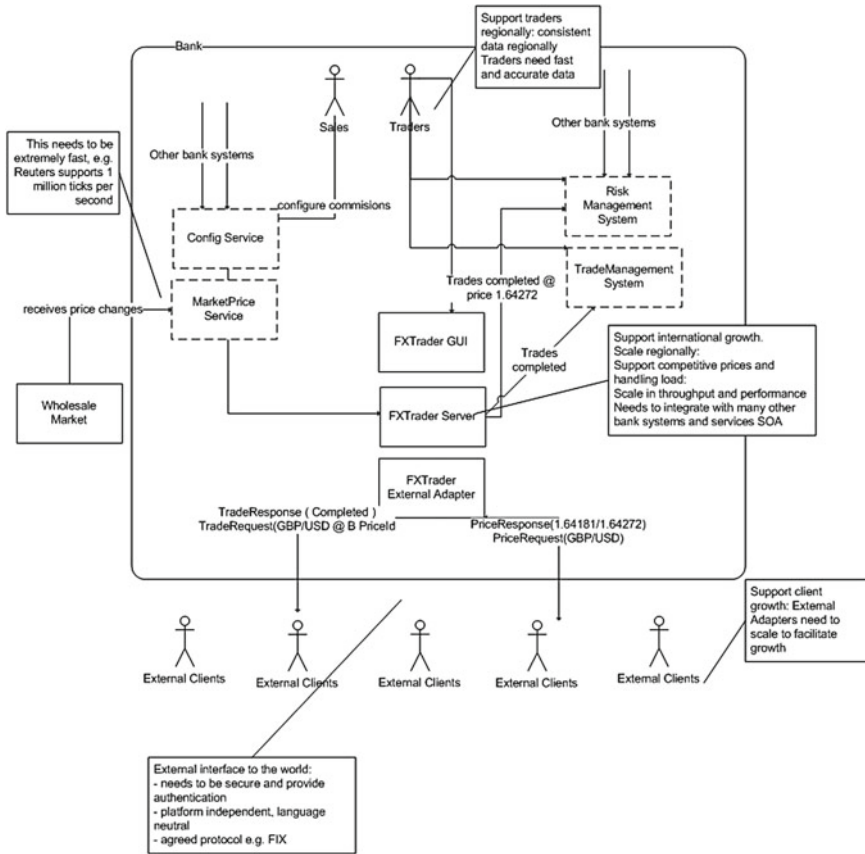 Support traders
regionally: consistent
data regionally
Traders need fast
and accurate data
Bank
Sales
Traders
Other bank systems
This needs to be
extremely fast, e.g.
Reuters supports 1
million ticks per
second
Other bank systems
configure commisions
Risk
Management
System
Config Service
TradeManagement
System
Trades completed @
price 1.64272
receives price changes
MarketPrice
Service
FXTrader GUI
Trades
completed
Support international growth.
Scale regionally:
Support competitive prices and
handling load:
Scale in throughput and performance
Needs to integrate with many other
bank systems and services SOA
Wholesale
Market
FXTrader Server
FXTrader
External Adapter
TradeResponse ( Completed )
TradeRequest(GBP/USD @ B PriceId
PriceResponse(1.64181/1.64272)
PriceRequest(GBP/USD)
Support client
growth: External
Adapters need to
scale to facilitate
growth
External Clients
External Clients
External Clients
External Clients
External Clients
External interface to the world:
- needs to be secure and provide
authentication
- platform independent, language
neutral
- agreed protocol e.g. FIX